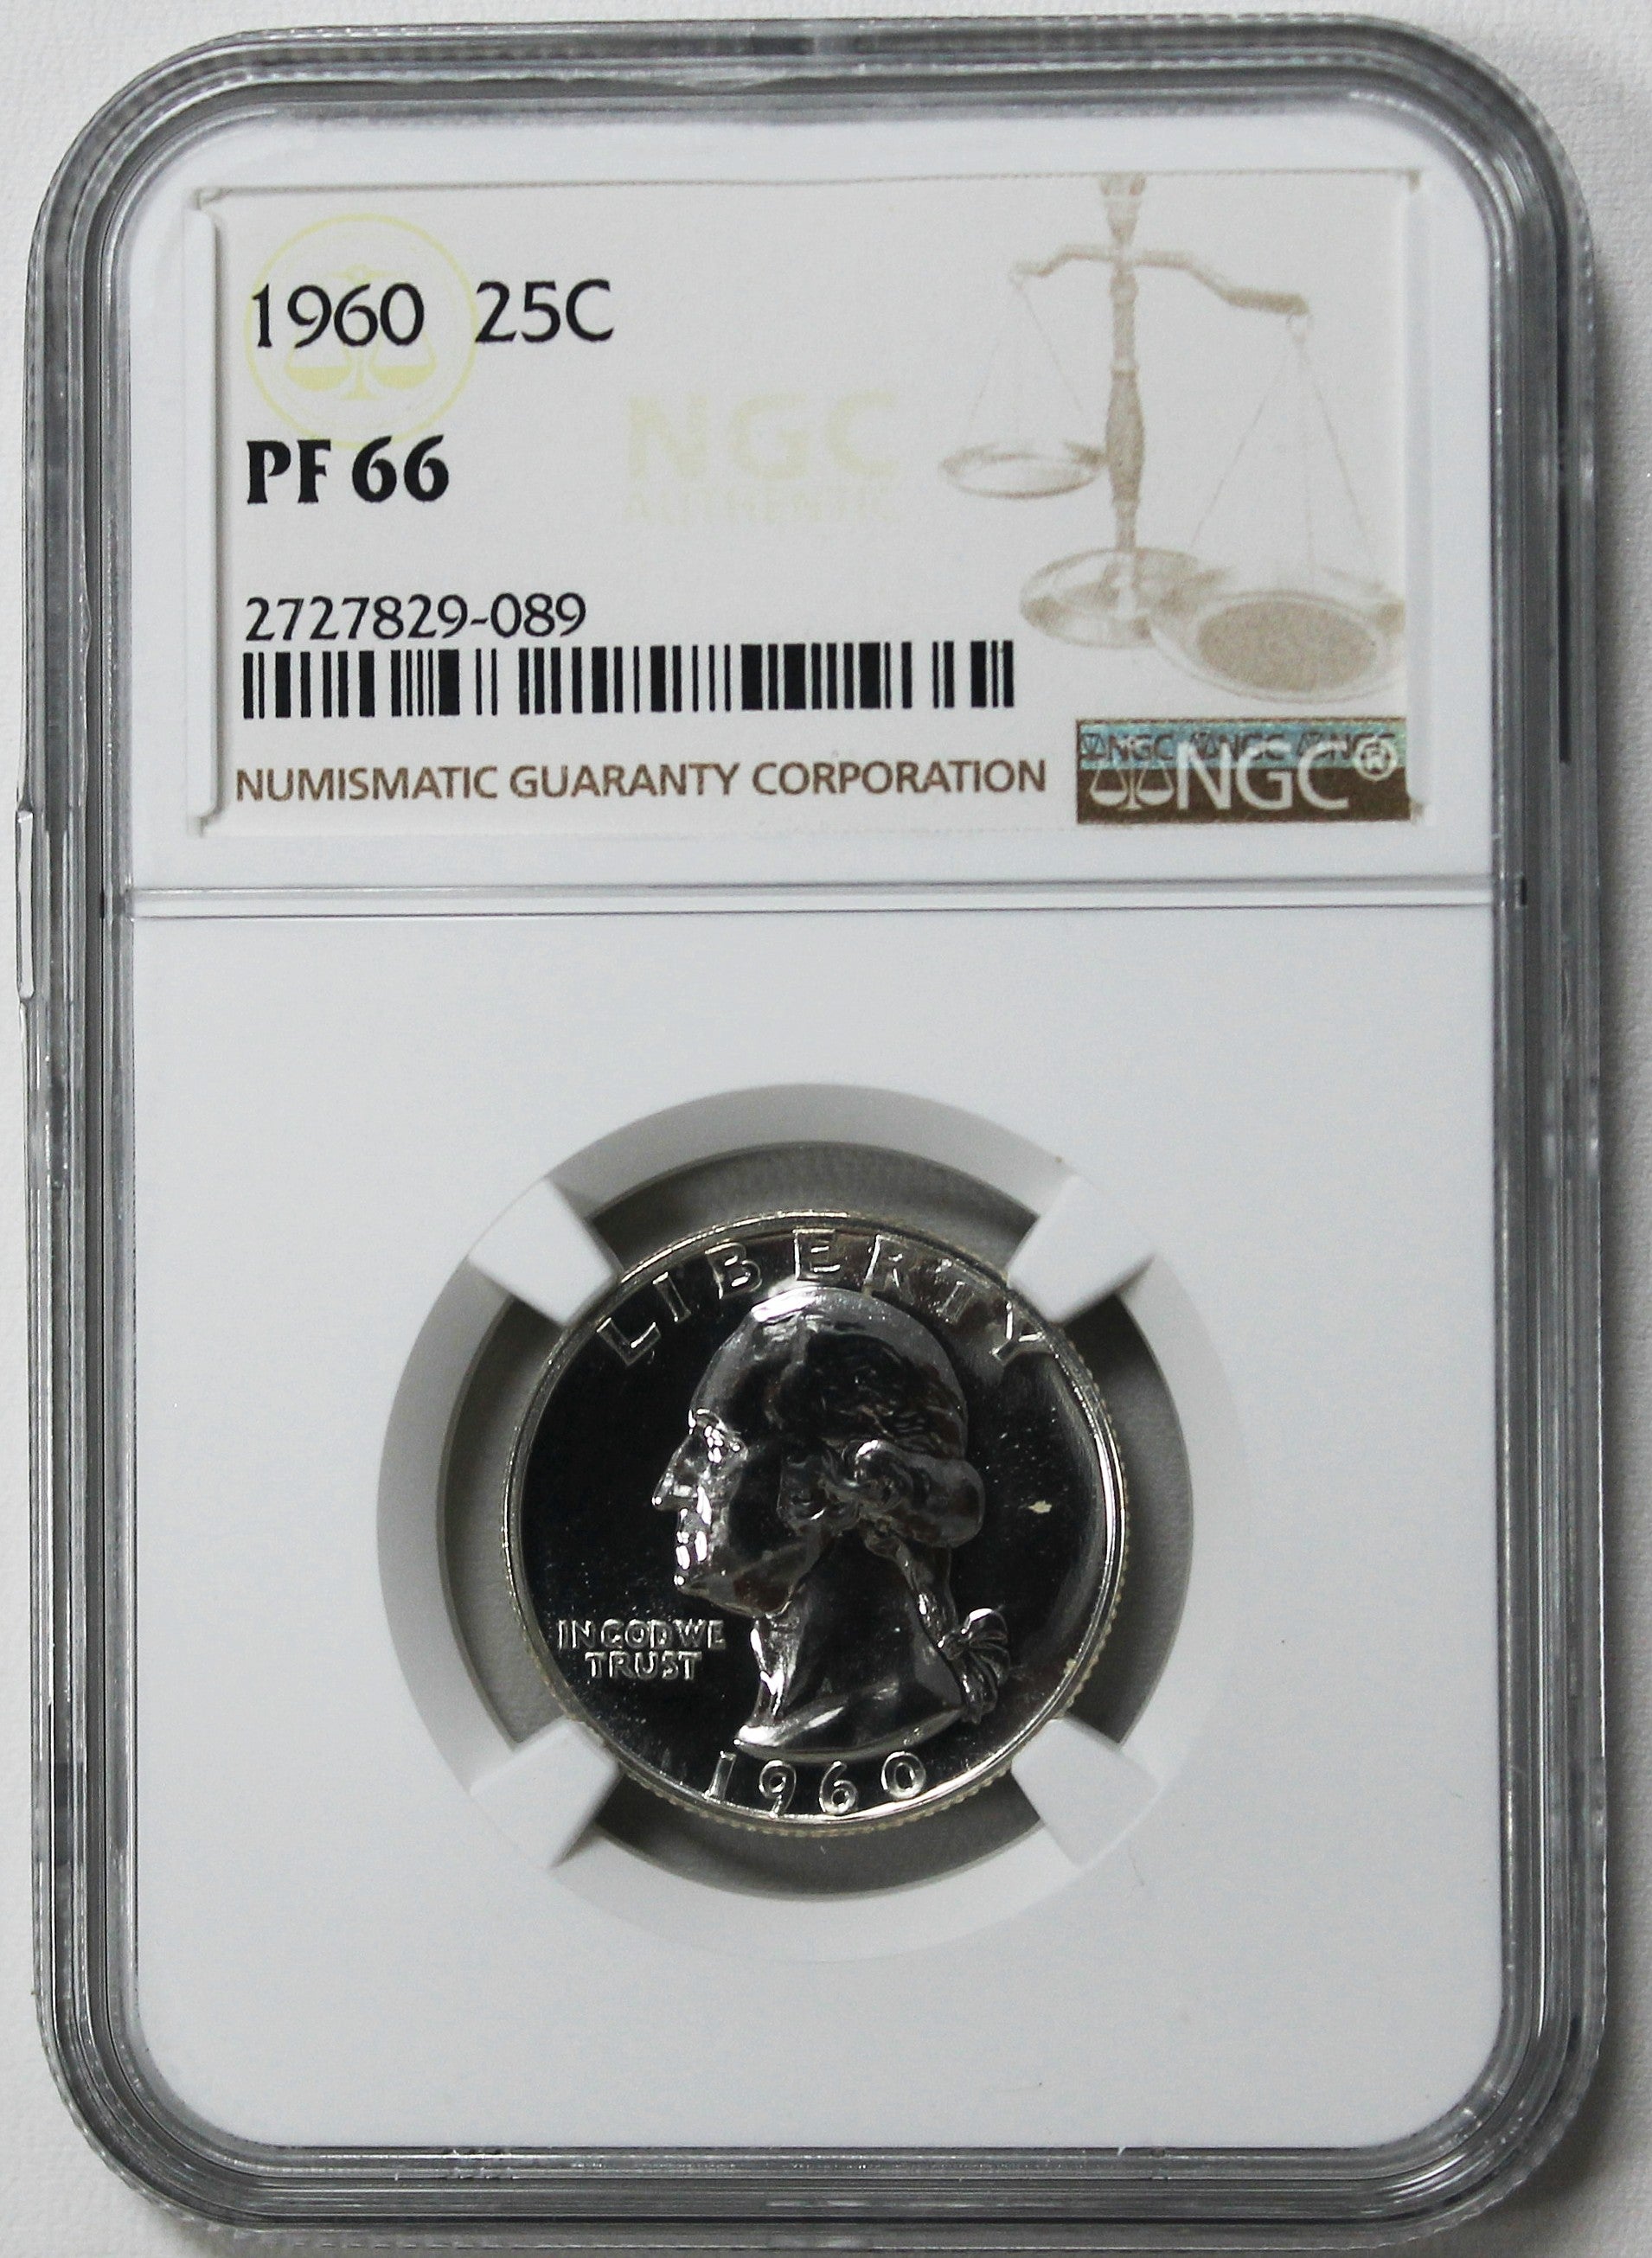 1960 25C
PF 66
NGC
AUTHENTIC
2727829-089
NGC NGC NGC
NUMISMATIC GUARANTY CORPORATION NGC®
LIBERTY
IN GOD WE
TRUST
1960